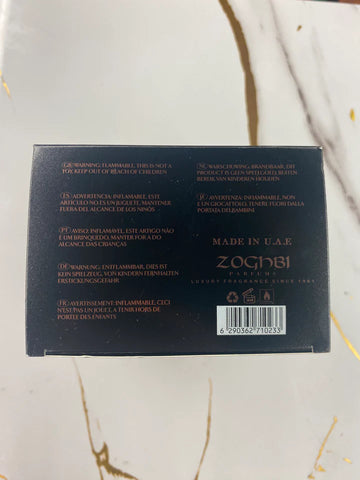 GB WARNING, FLAMMABLE, THIS IS NOT A
TOY, KEEP OUT OF REACH OF CHILDREN
ES ADVERTENCIA: INFLAMABLE, ESTE
ARTÍCULO NO ES UN JUGUETE, MANTENER
FUERA DEL ALCANCE DE LOS NIÑOS
PT AVISO: INFLAMÁVEL, ESTE ARTIGO NÃO
É UM BRINQUEDO, MANTER FOR A DO
ALCANCE DAS CRIANÇAS
DE WARNUNG: ENTFLAMMBAR, DIES IST
KEIN SPIELZEUG, VON KINDERN FERNHALTEN
ERSTICKUNGSGEFAHR
FR AVERTISSEMENT: INFLAMMABLE, CECI
N'EST PAS UN JOUET, A TENIR HORS DE
PORTÉE DES ENFANTS
NL WARSCHUWING: BRANDBAAR, DIT
PRODUCT IS GEEN SPEELGOED, BUITEN
BEREIK VAN KINDEREN HOUDEN
IT AVVERTENZA: INFIAMMABILE, NON
È UN GIOCATTOLO, TENERE FUORI DALLA
PORTATA DEI BAMBINI
MADE IN U.A.E
ZOGHBI
PARFUMS
LUXURY FRAGRANCE SINCE 1961
6 290362 710233